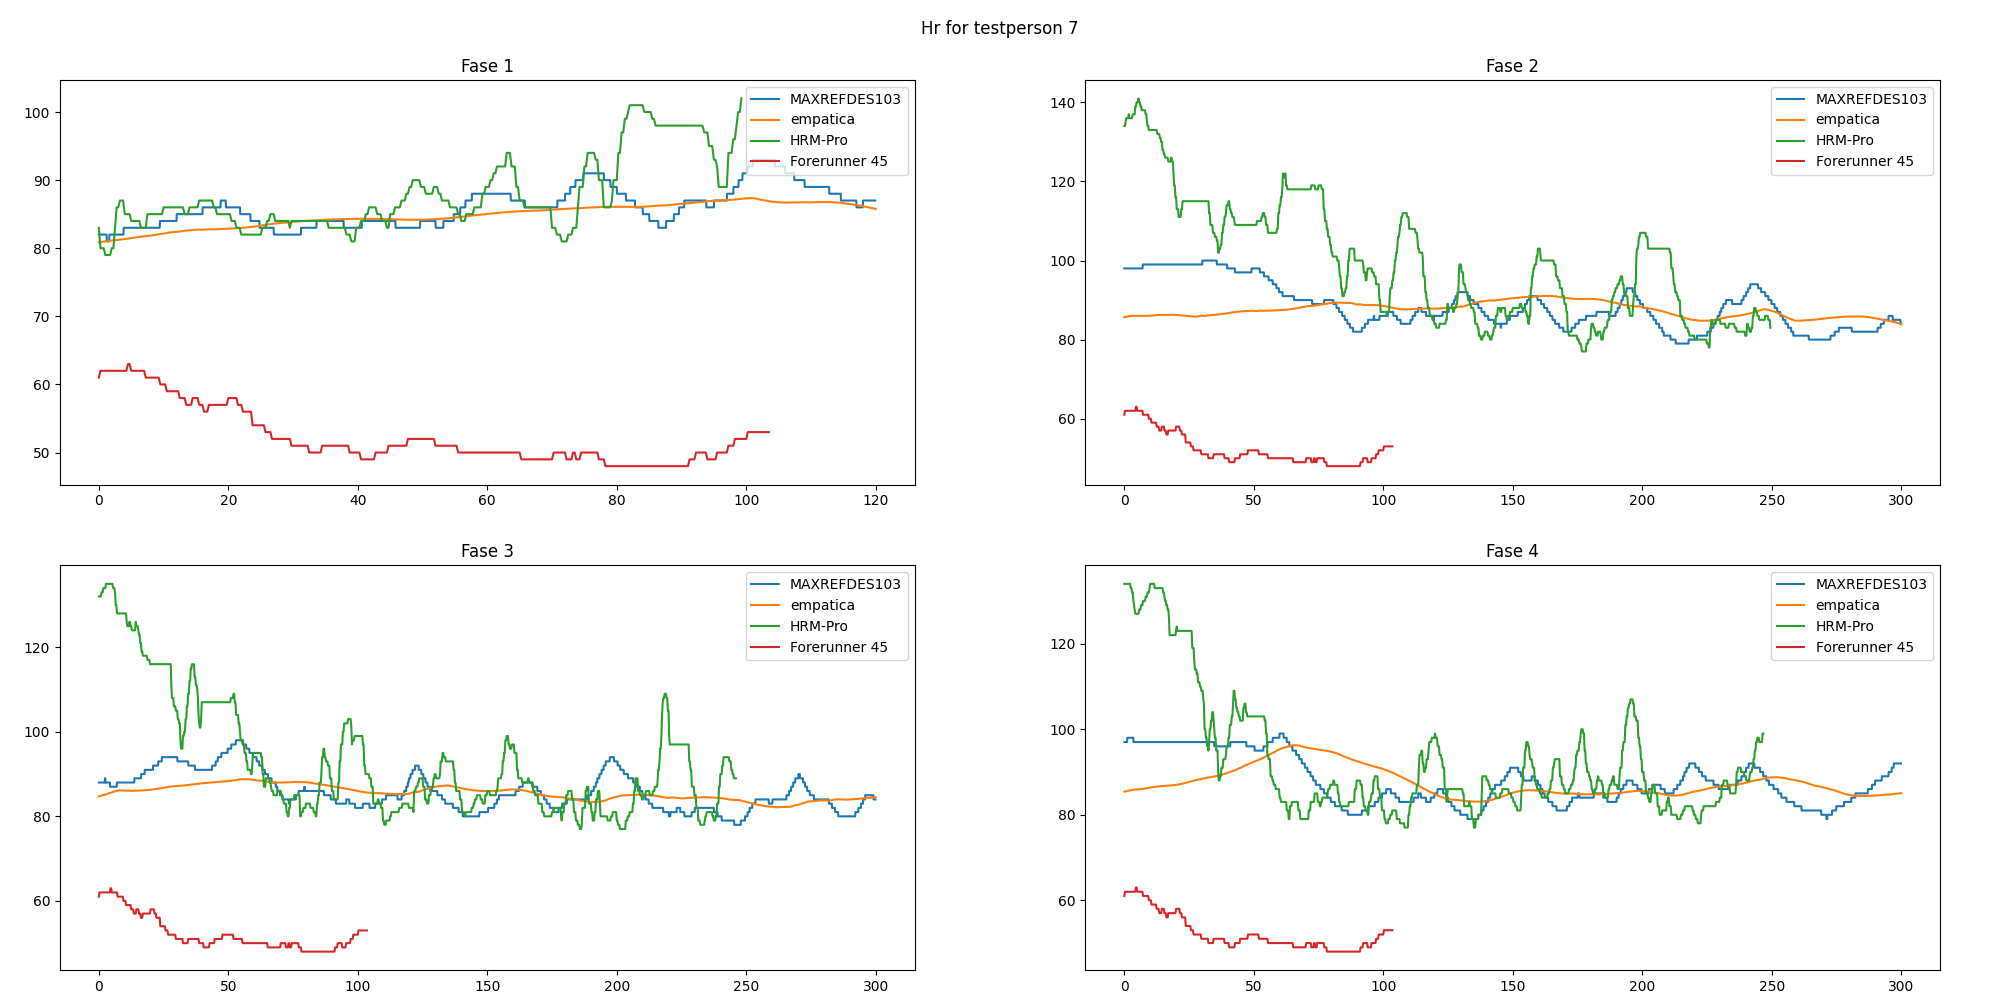 Hr for testperson 7
Fase 1
100
90
80
70
60
50
0 20 40 60 80 100 120
MAXREFDES103
empatica
HRM-Pro
Forerunner 45
Fase 2
140
120
100
80
60
0 50 100 150 200 250 300
MAXREFDES103
empatica
HRM-Pro
Forerunner 45
Fase 3
120
100
80
60
0 50 100 150 200 250 300
MAXREFDES103
empatica
HRM-Pro
Forerunner 45
Fase 4
120
100
80
60
0 50 100 150 200 250 300
MAXREFDES103
empatica
HRM-Pro
Forerunner 45